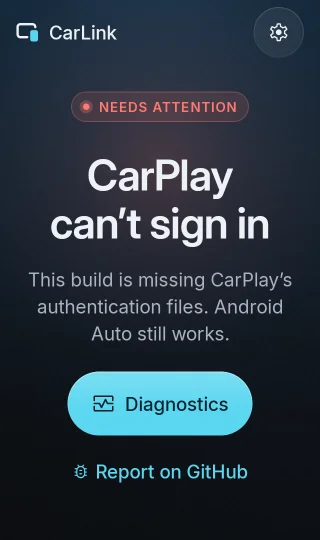 CarLink
NEEDS ATTENTION
CarPlay
can’t sign in
This build is missing CarPlay’s
authentication files. Android
Auto still works.
Diagnostics
Report on GitHub